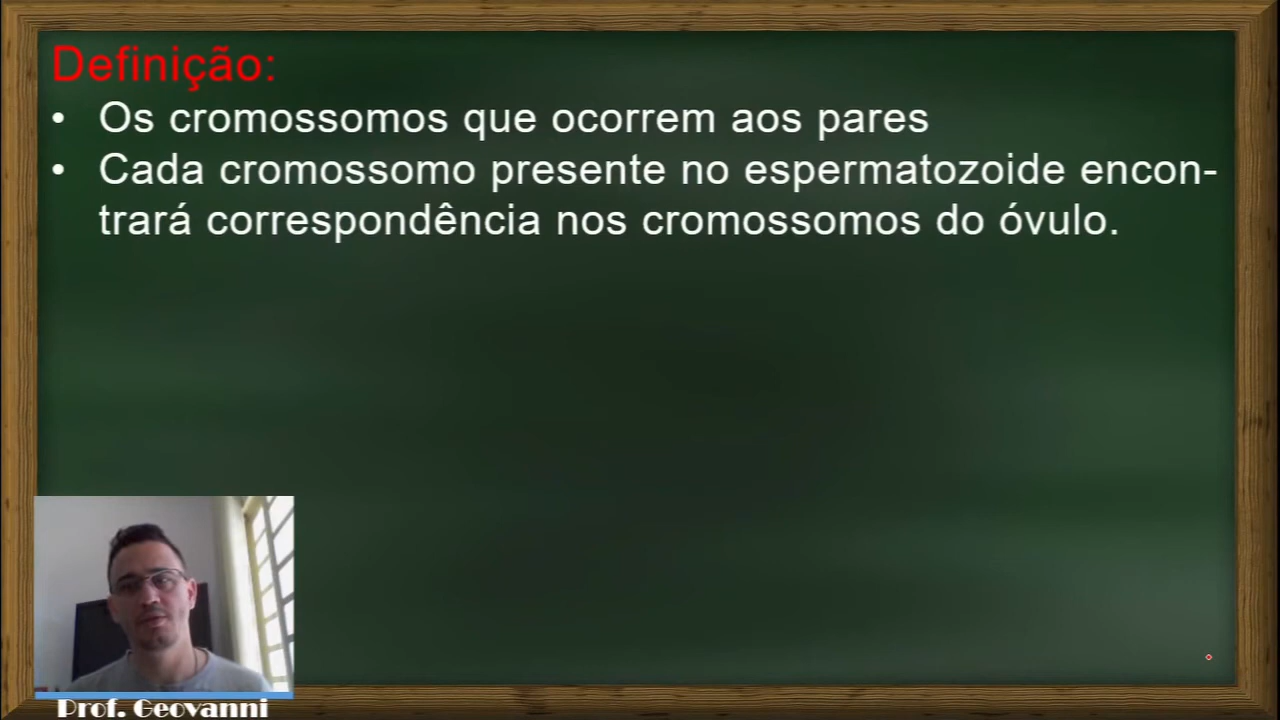 Definição:
• Os cromossomos que ocorrem aos pares
• Cada cromossomo presente no espermatozoide encon-
trará correspondência nos cromossomos do óvulo.
Prof. Geovanni